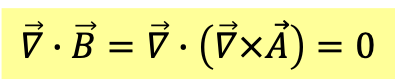 ∇⃗ · B⃗ = ∇⃗ · (∇⃗×A⃗) = 0